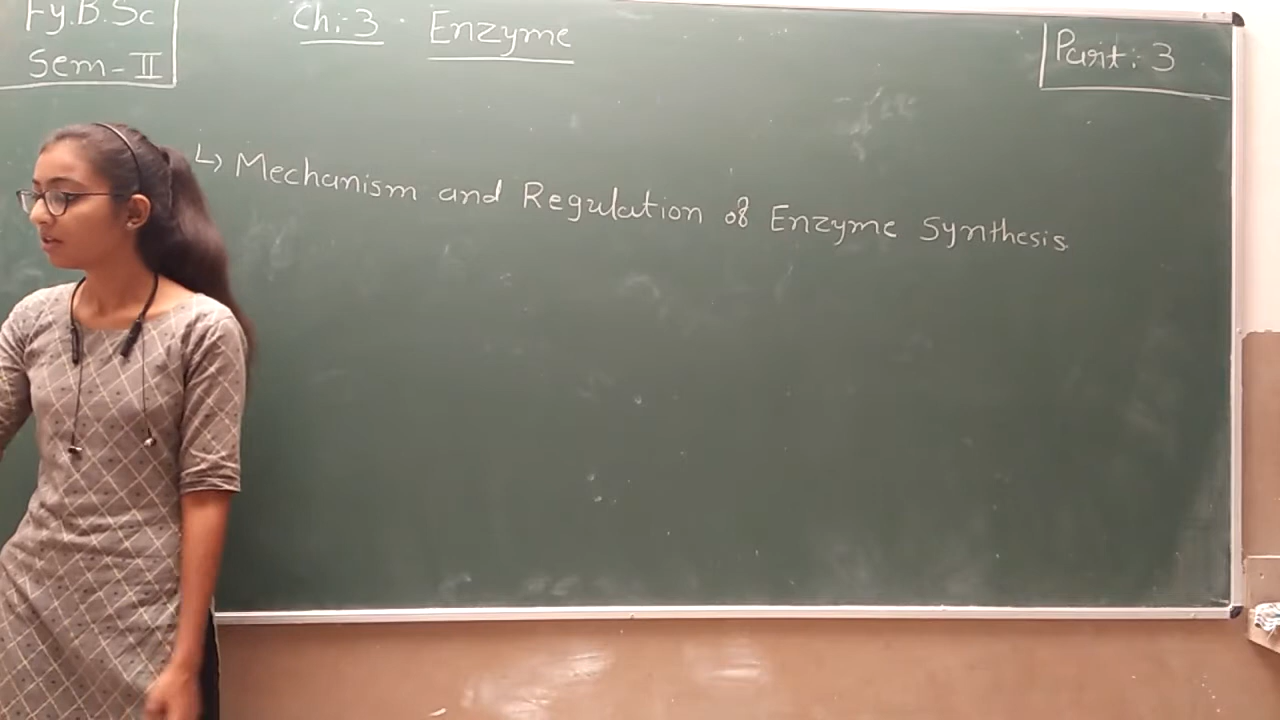 Fy.B.Sc
Sem-II
Ch:3 Enzyme
Part: 3
↳ Mechanism and Regulation of Enzyme Synthesis